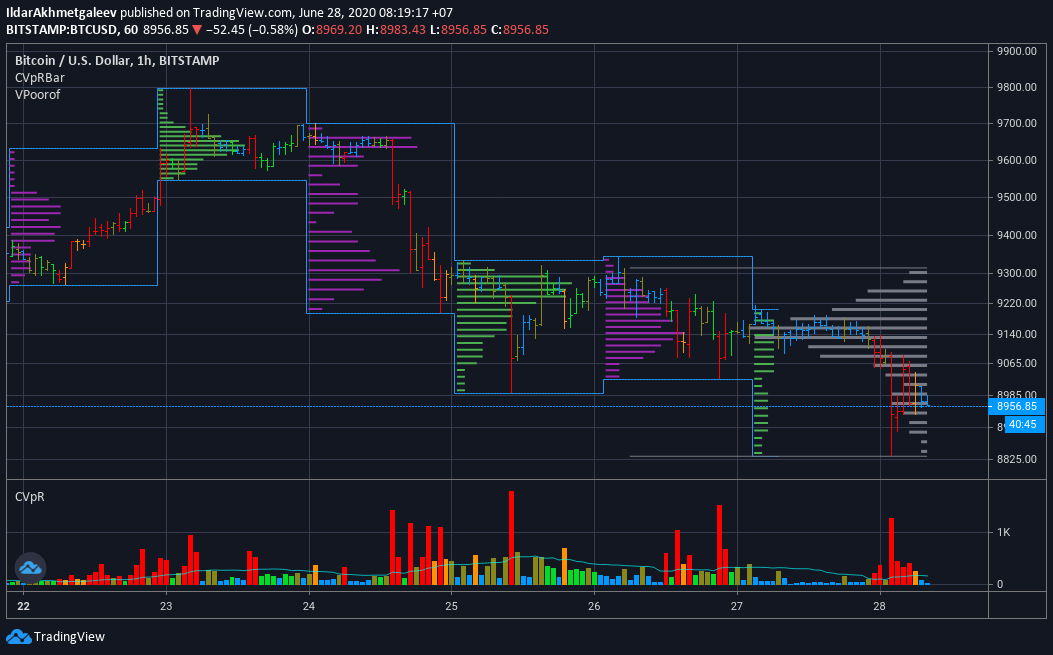 IldarAkhmetgaleev published on TradingView.com, June 28, 2020 08:19:17 +07
BITSTAMP:BTCUSD, 60 8956.85 ▼ −52.45 (−0.58%) O:8969.20 H:8983.43 L:8956.85 C:8956.85
Bitcoin / U.S. Dollar, 1h, BITSTAMP
CVpRBar
VPoorof
9900.00
9800.00
9700.00
9600.00
9500.00
9400.00
9300.00
9220.00
9140.00
9065.00
8985.00
8956.85
40:45
8825.00
CVpR
1K
0
22 23 24 25 26 27 28
TradingView